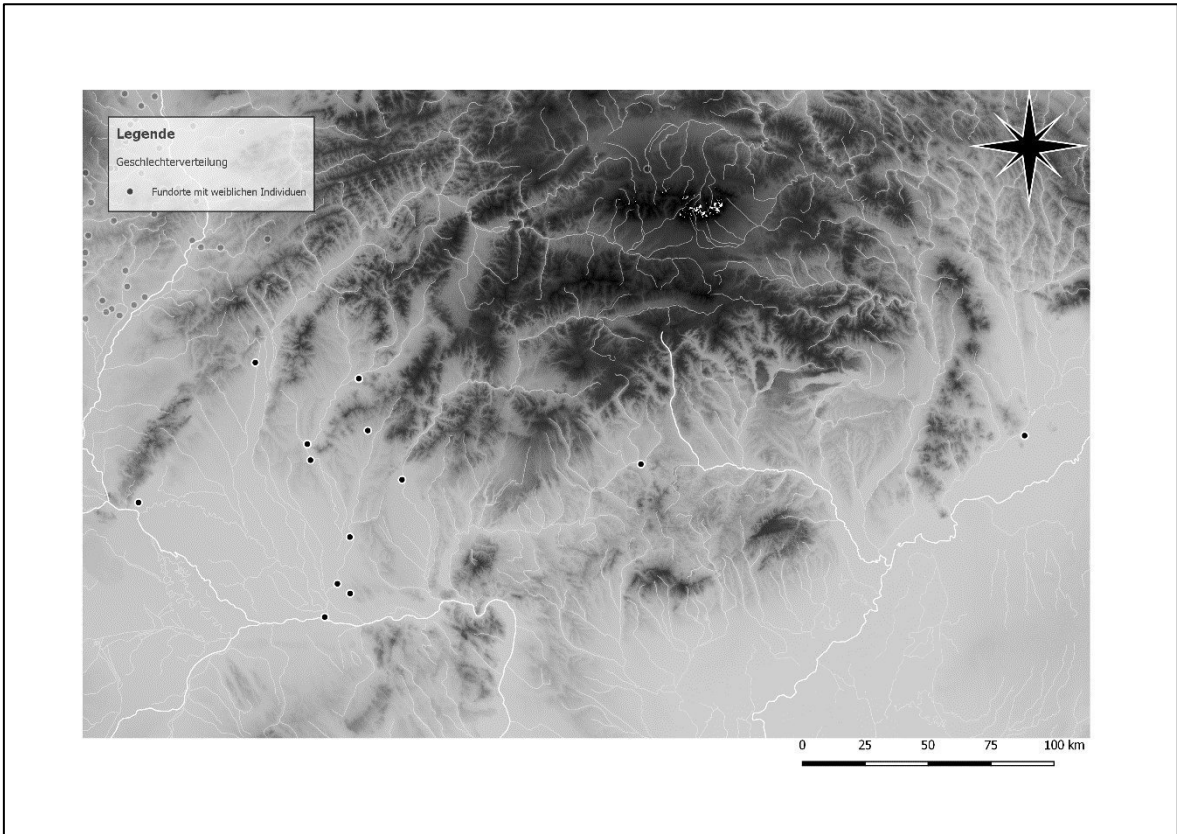 Legende
Geschlechterverteilung
Fundorte mit weiblichen Individuen
0 25 50 75 100 km